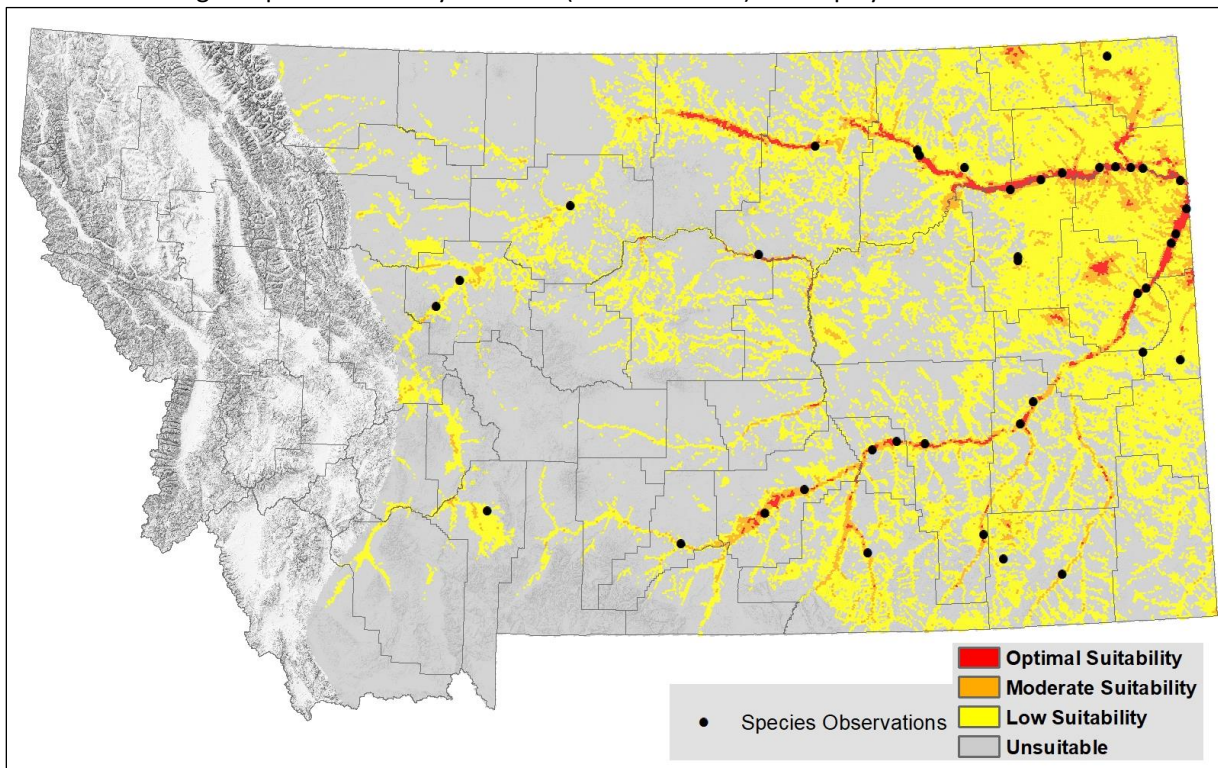 Species Observations
Optimal Suitability
Moderate Suitability
Low Suitability
Unsuitable